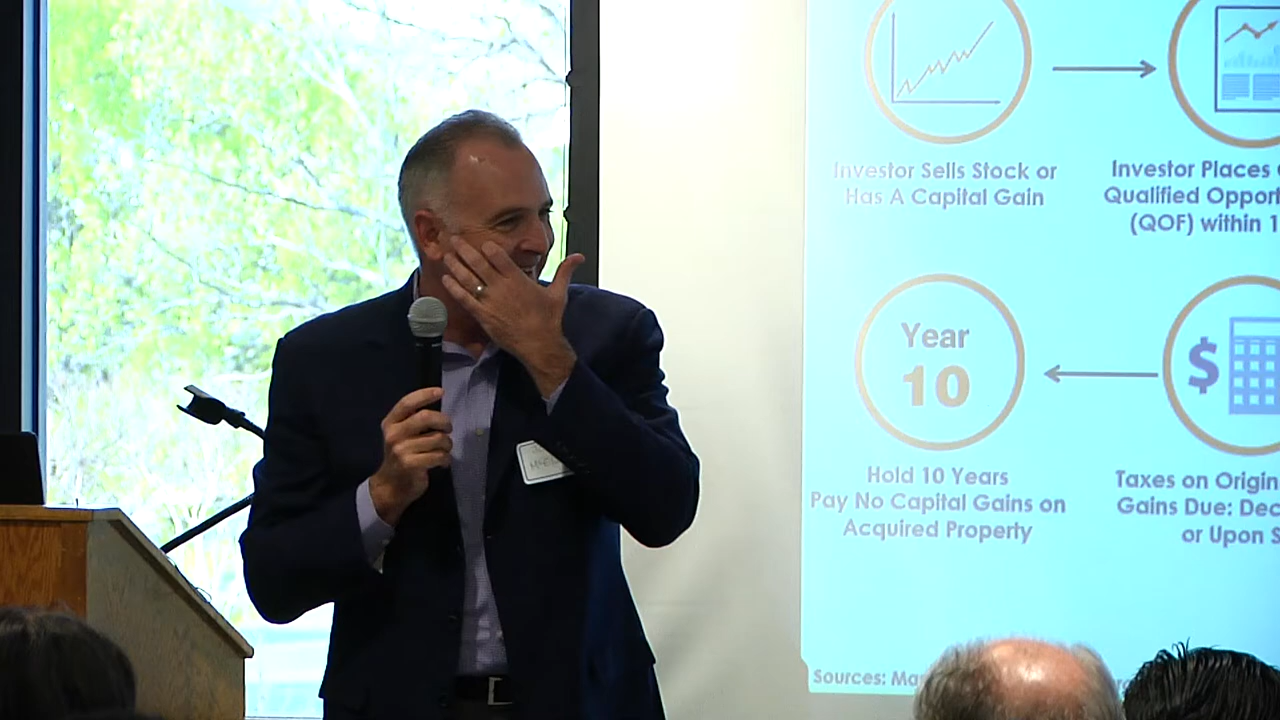 Investor Sells Stock or
Has A Capital Gain
Investor Places
Qualified Opport
(QOF) within 1
Year
10
$
Hold 10 Years
Pay No Capital Gains on
Acquired Property
Taxes on Origin
Gains Due: Dec
or Upon S
Sources: Ma